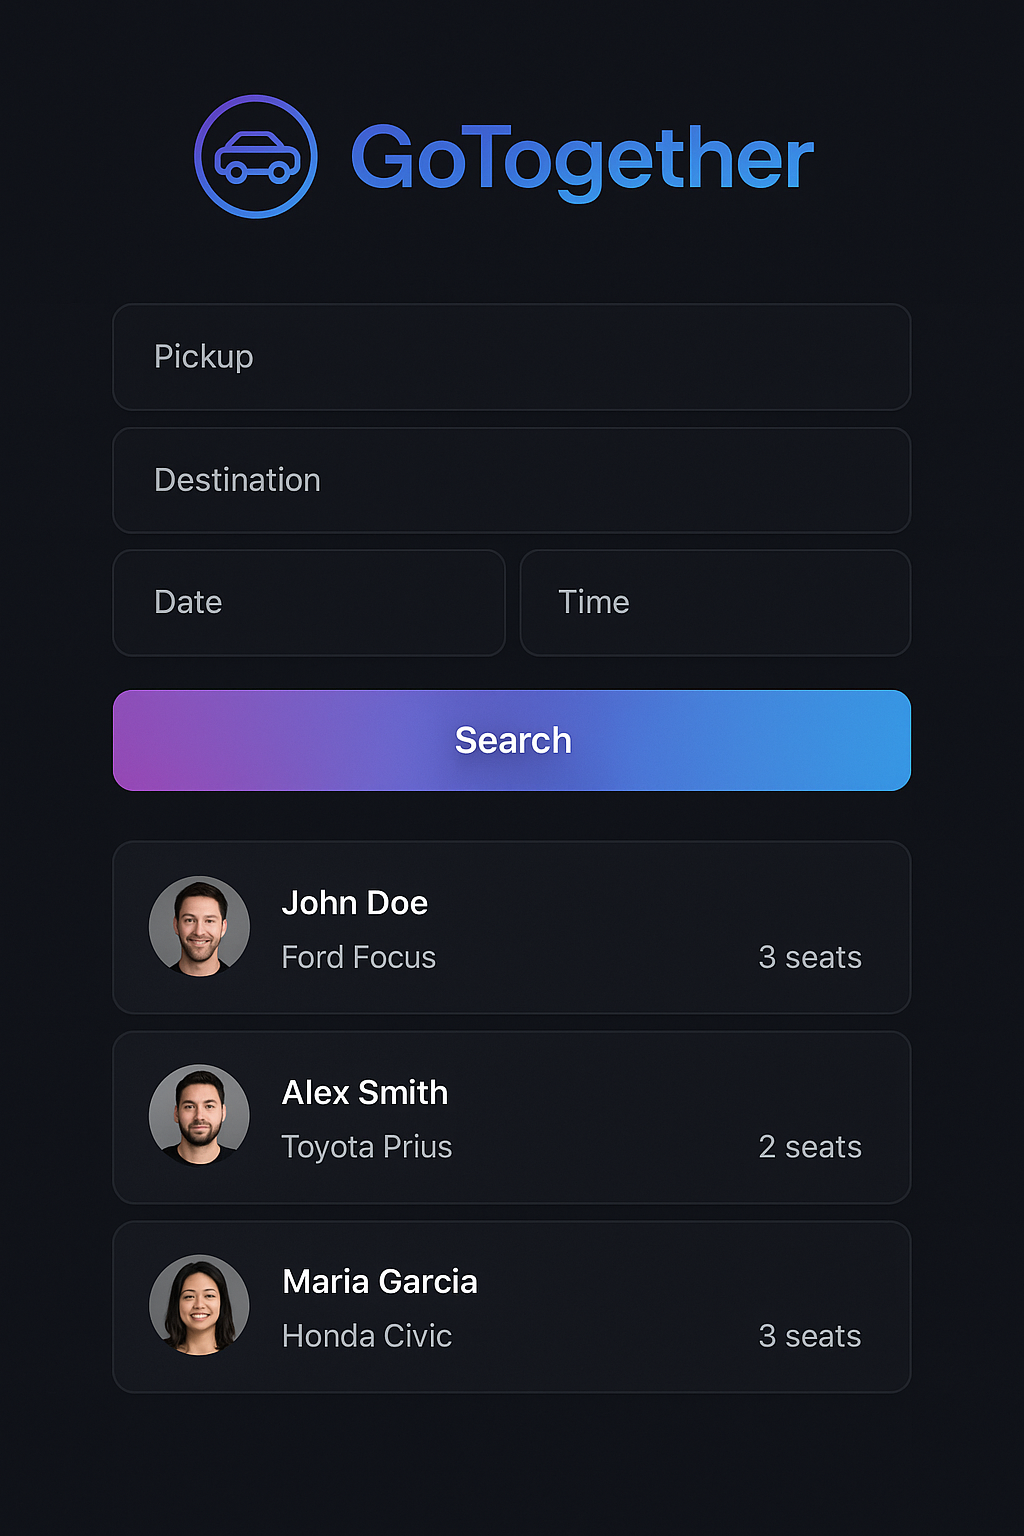 GoTogether
Pickup
Destination
Date Time
Search
John Doe
Ford Focus 3 seats
Alex Smith
Toyota Prius 2 seats
Maria Garcia
Honda Civic 3 seats